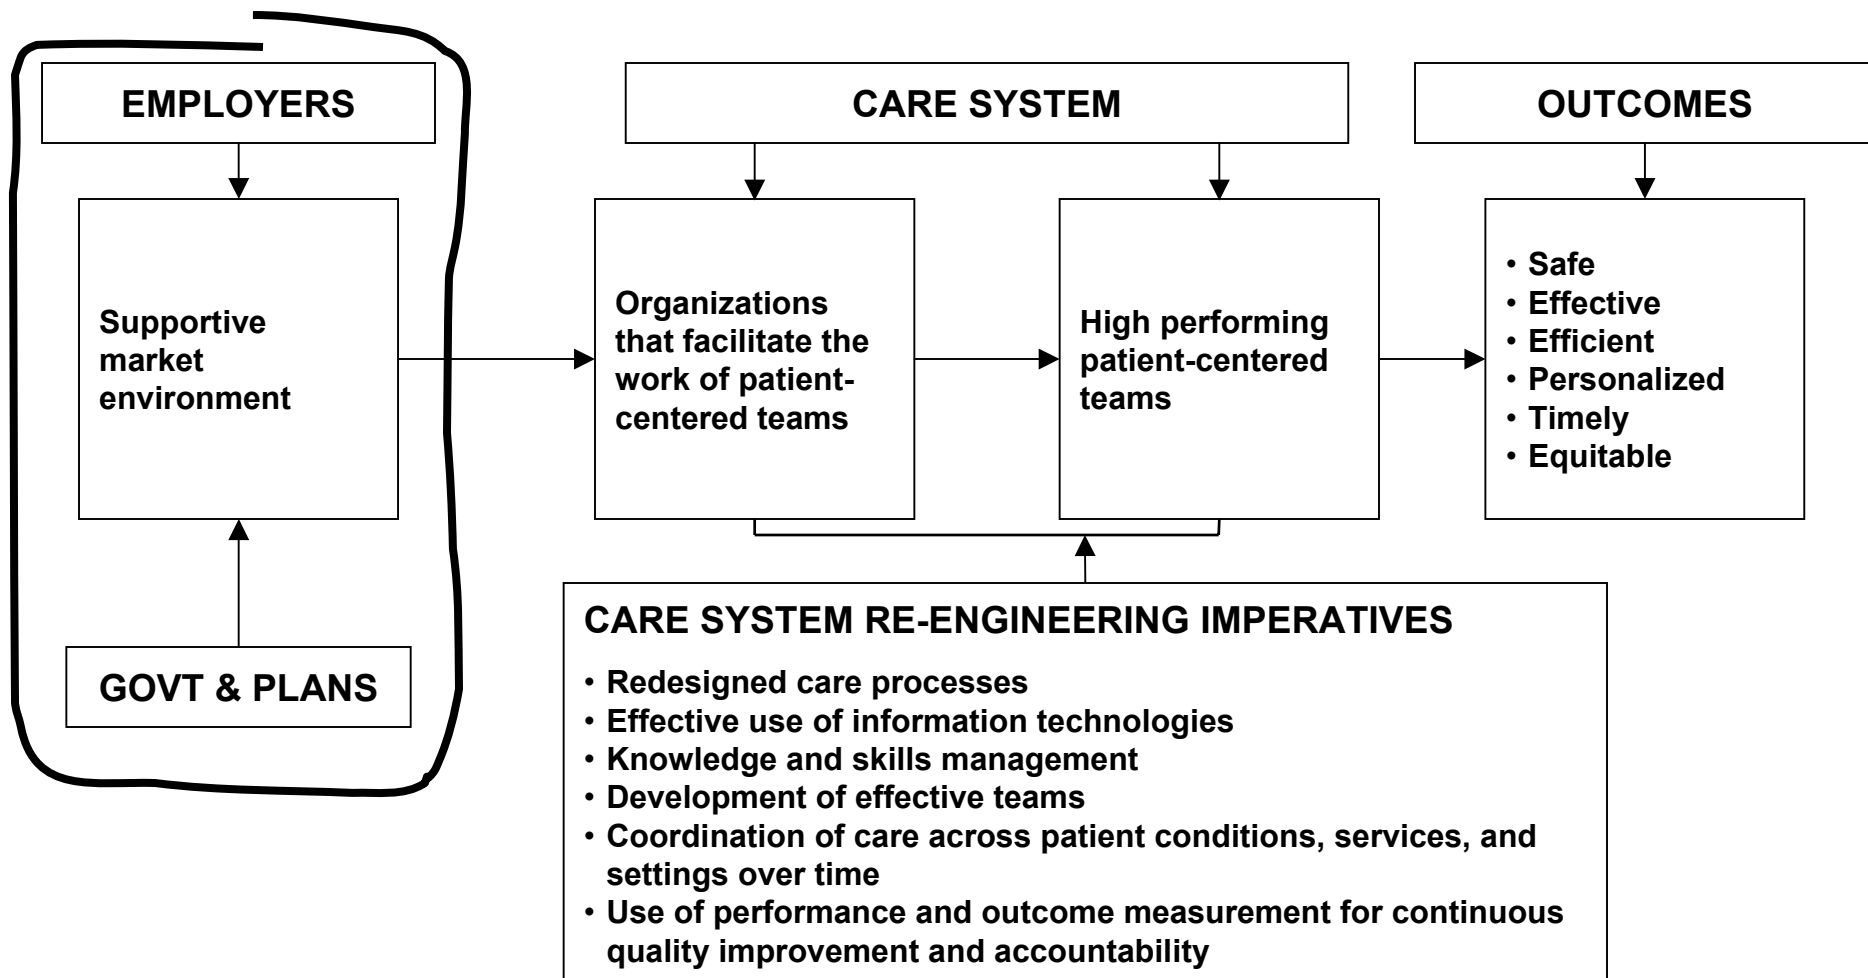 EMPLOYERS
Supportive
market
environment
GOVT & PLANS
CARE SYSTEM
Organizations
that facilitate the
work of patient-
centered teams
High performing
patient-centered
teams
OUTCOMES
• Safe
• Effective
• Efficient
• Personalized
• Timely
• Equitable
CARE SYSTEM RE-ENGINEERING IMPERATIVES
• Redesigned care processes
• Effective use of information technologies
• Knowledge and skills management
• Development of effective teams
• Coordination of care across patient conditions, services, and
settings over time
• Use of performance and outcome measurement for continuous
quality improvement and accountability